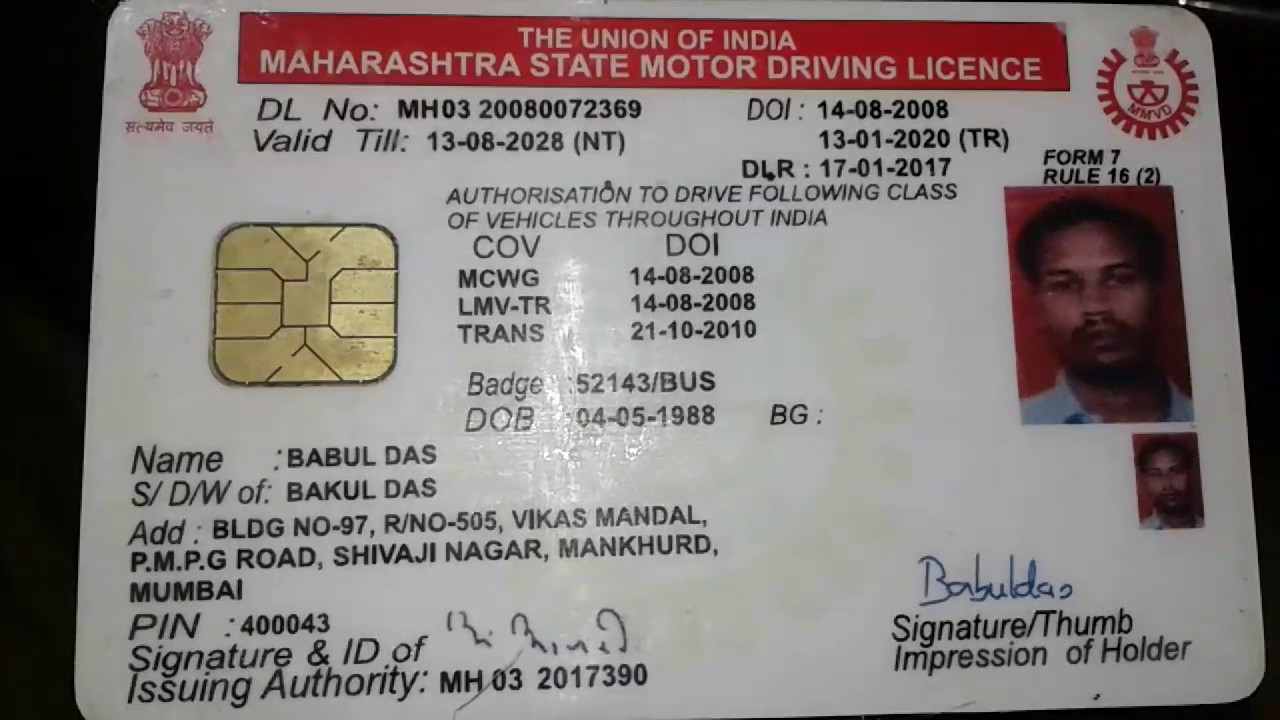 THE UNION OF INDIA
MAHARASHTRA STATE MOTOR DRIVING LICENCE
सत्यमेव जयते
MMVD
DL No: MH03 20080072369 DOI : 14-08-2008
Valid Till: 13-08-2028 (NT) 13-01-2020 (TR)
DLR : 17-01-2017
FORM 7
RULE 16 (2)
AUTHORISATION TO DRIVE FOLLOWING CLASS
OF VEHICLES THROUGHOUT INDIA
COV DOI
MCWG 14-08-2008
LMV-TR 14-08-2008
TRANS 21-10-2010
Badge :52143/BUS
DOB :04-05-1988 BG :
Name :BABUL DAS
S/ D/W of: BAKUL DAS
Add : BLDG NO-97, R/NO-505, VIKAS MANDAL,
P.M.P.G ROAD, SHIVAJI NAGAR, MANKHURD,
MUMBAI
PIN :400043
Signature & ID of
Issuing Authority: MH 03 2017390
Babuldas
Signature/Thumb
Impression of Holder